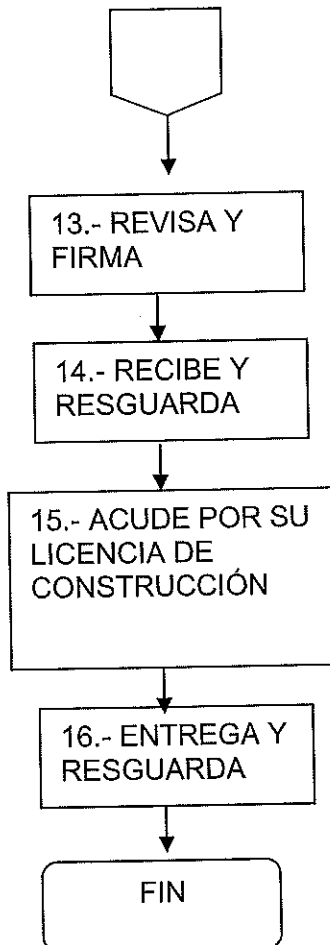 13.- REVISA Y
FIRMA
14.- RECIBE Y
RESGUARDA
15.- ACUDE POR SU
LICENCIA DE
CONSTRUCCIÓN
16.- ENTREGA Y
RESGUARDA
FIN